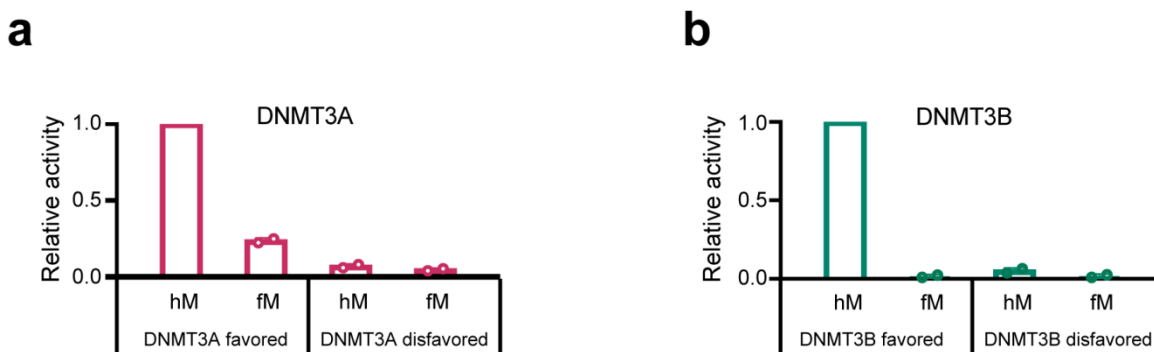 a
DNMT3A
Relative activity
1.0
0.5
0.0
hM fM hM fM
DNMT3A favored DNMT3A disfavored
b
DNMT3B
Relative activity
1.0
0.5
0.0
hM fM hM fM
DNMT3B favored DNMT3B disfavored